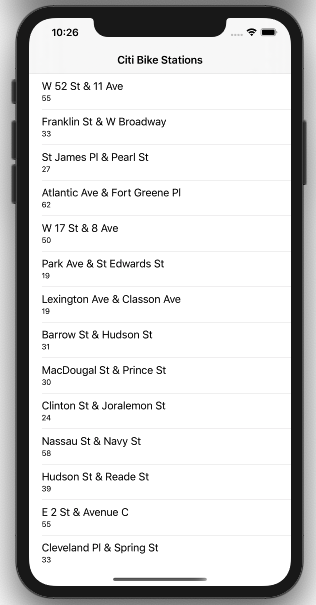 10:26
Citi Bike Stations
W 52 St & 11 Ave
55
Franklin St & W Broadway
33
St James Pl & Pearl St
27
Atlantic Ave & Fort Greene Pl
62
W 17 St & 8 Ave
50
Park Ave & St Edwards St
19
Lexington Ave & Classon Ave
19
Barrow St & Hudson St
31
MacDougal St & Prince St
30
Clinton St & Joralemon St
24
Nassau St & Navy St
58
Hudson St & Reade St
39
E 2 St & Avenue C
55
Cleveland Pl & Spring St
33